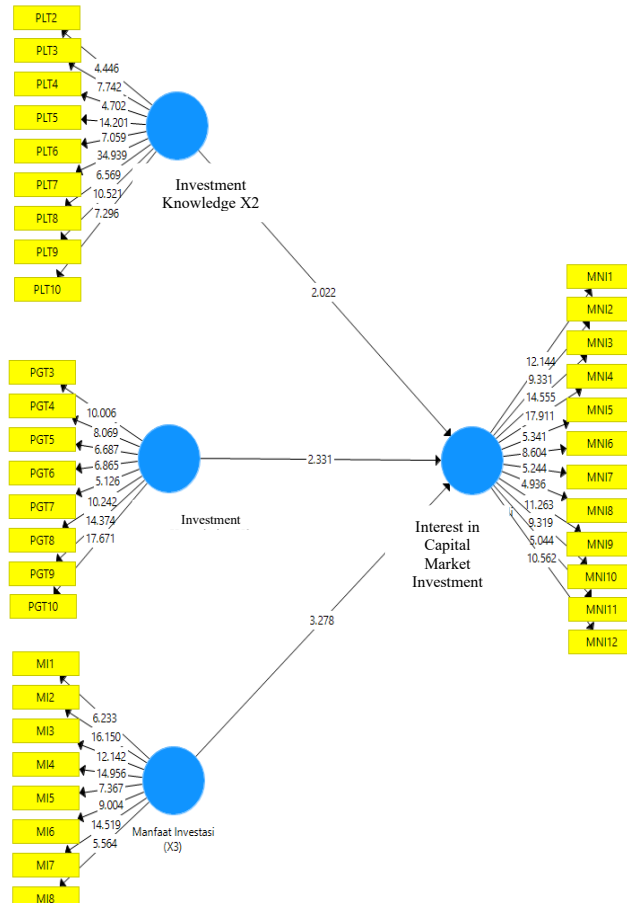 PLT2
PLT3
PLT4
PLT5
PLT6
PLT7
PLT8
PLT9
PLT10
4.446
7.742
4.702
14.201
7.059
34.939
6.569
10.521
7.296
Investment
Knowledge X2
2.022
PGT3
PGT4
PGT5
PGT6
PGT7
PGT8
PGT9
PGT10
10.006
8.069
6.687
6.865
5.126
10.242
14.374
17.671
Investment
2.331
MI1
MI2
MI3
MI4
MI5
MI6
MI7
MI8
6.233
16.150
12.142
14.956
7.367
9.004
14.519
5.564
Manfaat Investasi
(X3)
3.278
Interest in
Capital
Market
Investment
12.144
9.331
14.555
17.911
5.341
8.604
5.244
4.936
11.263
9.319
5.044
10.562
MNI1
MNI2
MNI3
MNI4
MNI5
MNI6
MNI7
MNI8
MNI9
MNI10
MNI11
MNI12